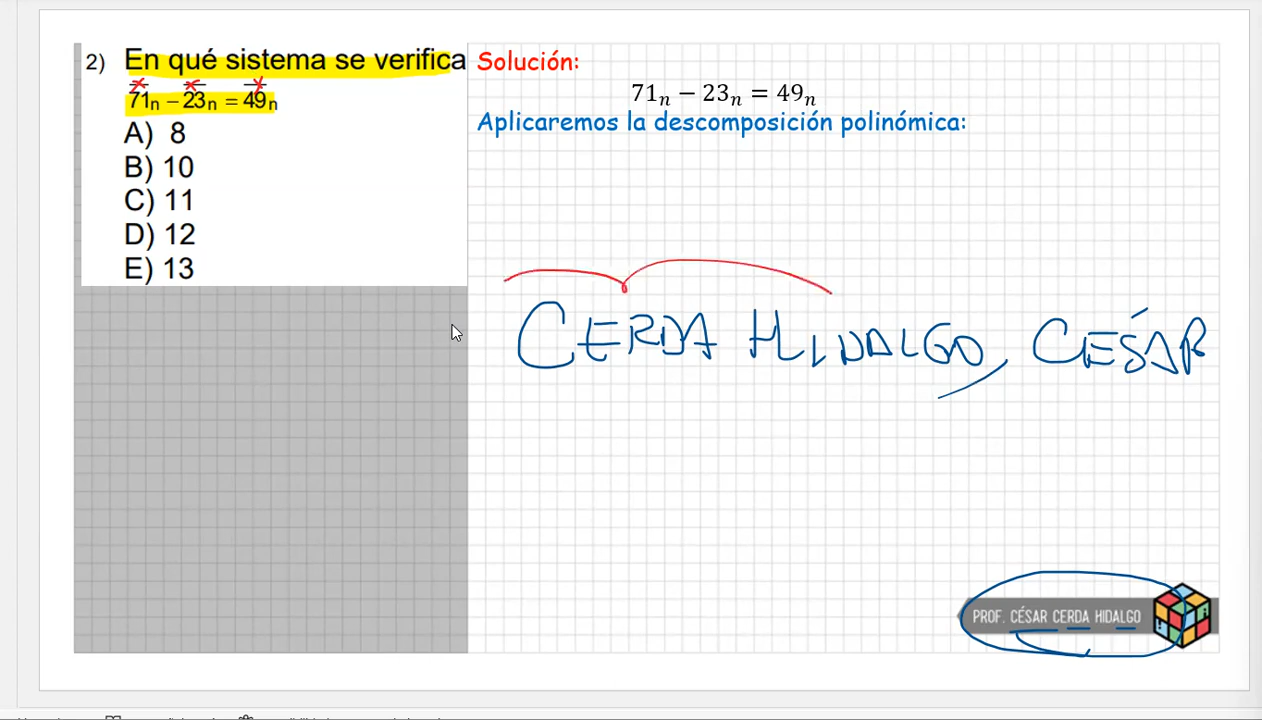 2) En qué sistema se verifica
71n – 23n = 49n
A) 8
B) 10
C) 11
D) 12
E) 13
Solución:
71n − 23n = 49n
Aplicaremos la descomposición polinómica:
CERDA HIDALGO, CÉSAR
PROF. CÉSAR CERDA HIDALGO